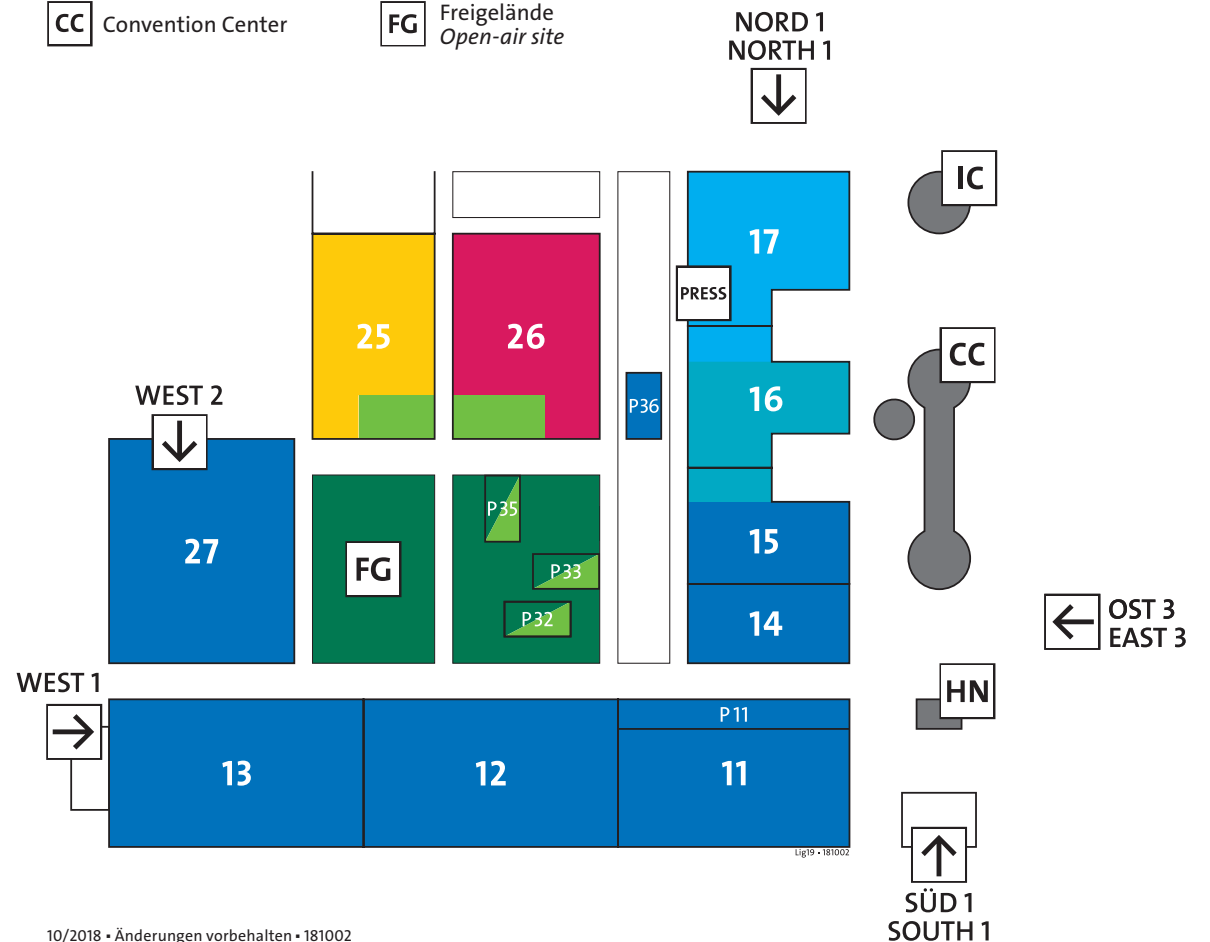 CC Convention Center
FG Freigelände
Open-air site
NORD 1
NORTH 1
IC
17
PRESS
25
26
CC
WEST 2
P36
16
P35
27
FG
15
P33
P32
14
OST 3
EAST 3
WEST 1
HN
P 11
13
12
11
Lig19 • 181002
SÜD 1
SOUTH 1
10/2018 ▪ Änderungen vorbehalten ▪ 181002